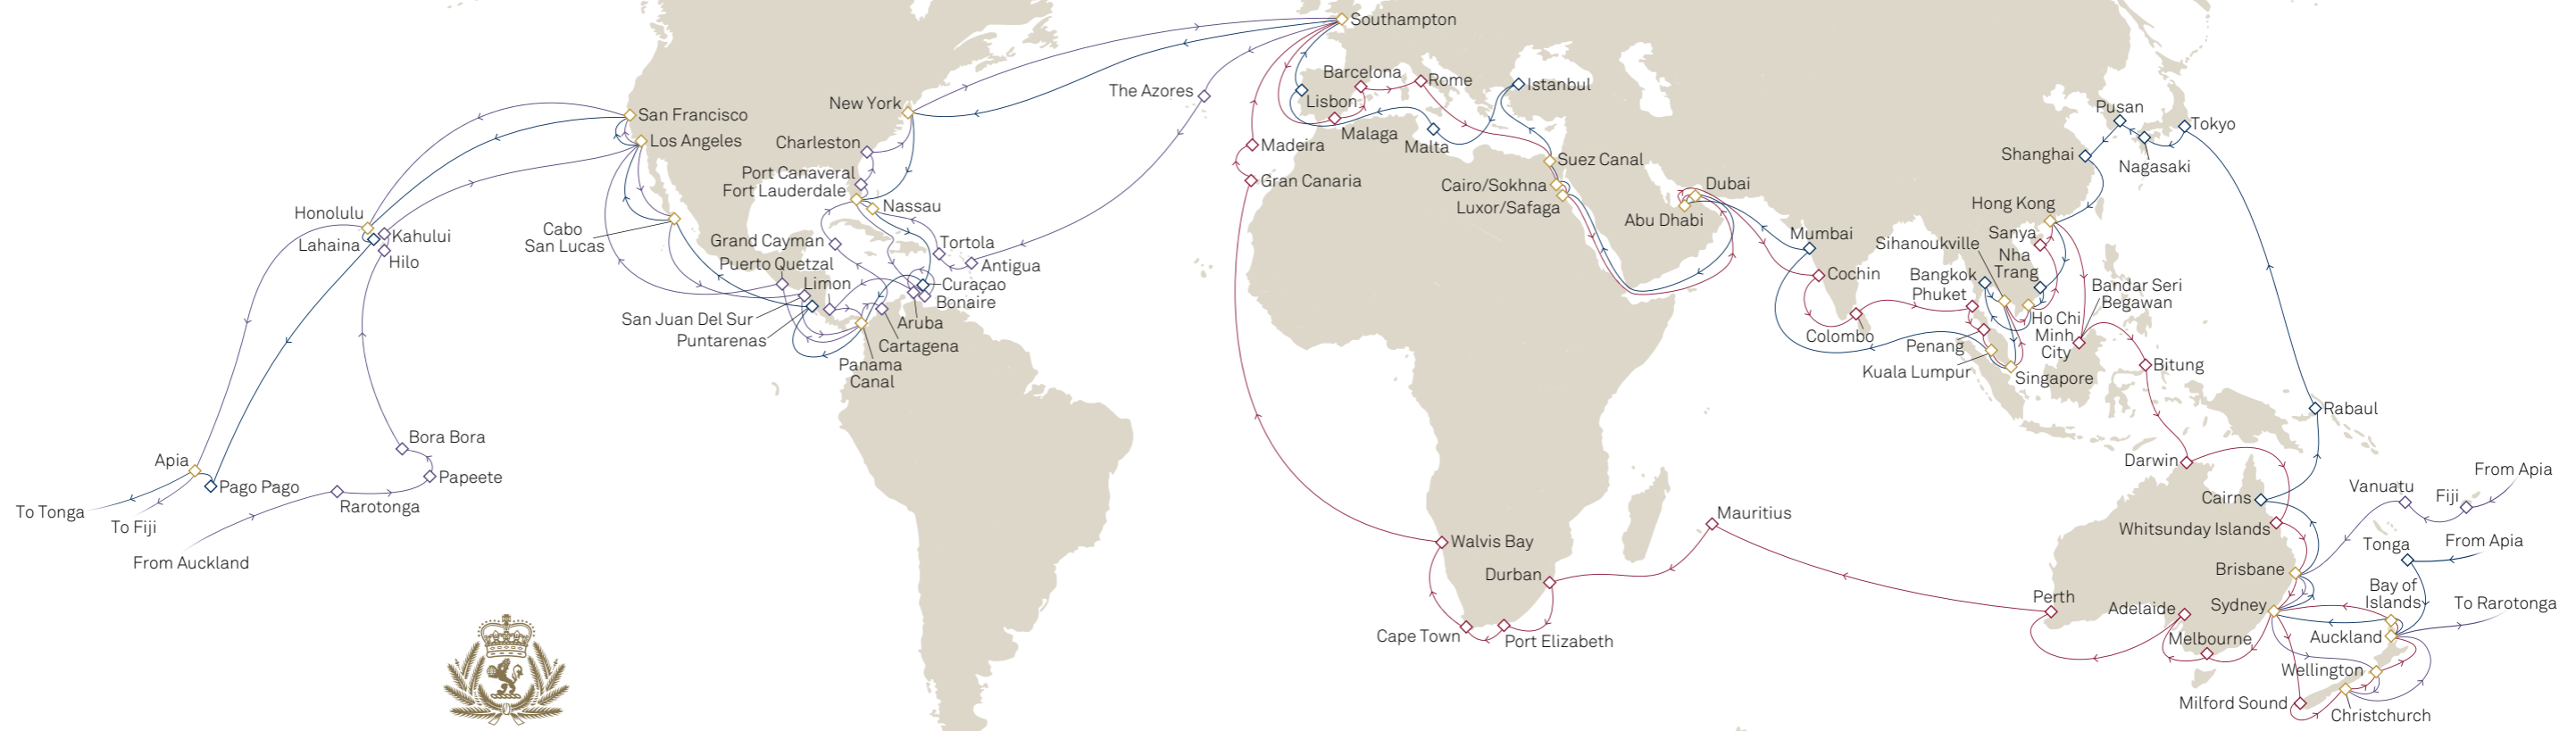 Southampton
The Azores
New York
San Francisco
Los Angeles
Charleston
Port Canaveral
Fort Lauderdale
Nassau
Honolulu
Lahaina
Kahului
Hilo
Cabo
San Lucas
Grand Cayman
Puerto Quetzal
Limon
San Juan Del Sur
Puntarenas
Tortola
Antigua
Curaçao
Bonaire
Aruba
Cartagena
Panama
Canal
Apia
Pago Pago
Bora Bora
Papeete
Rarotonga
To Tonga
To Fiji
From Auckland
Barcelona
Rome
Istanbul
Lisbon
Malaga
Malta
Madeira
Gran Canaria
Suez Canal
Cairo/Sokhna
Luxor/Safaga
Dubai
Abu Dhabi
Mumbai
Cochin
Colombo
Pusan
Tokyo
Shanghai
Nagasaki
Hong Kong
Sanya
Sihanoukville
Nha
Trang
Bangkok
Phuket
Bandar Seri
Begawan
Ho Chi
Minh
City
Penang
Kuala Lumpur
Singapore
Bitung
Rabaul
Darwin
Cairns
Whitsunday Islands
Vanuatu
Fiji
From Apia
Tonga
From Apia
Brisbane
Bay of
Islands
To Rarotonga
Sydney
Auckland
Perth
Adelaide
Melbourne
Wellington
Milford Sound
Christchurch
Mauritius
Walvis Bay
Durban
Cape Town
Port Elizabeth